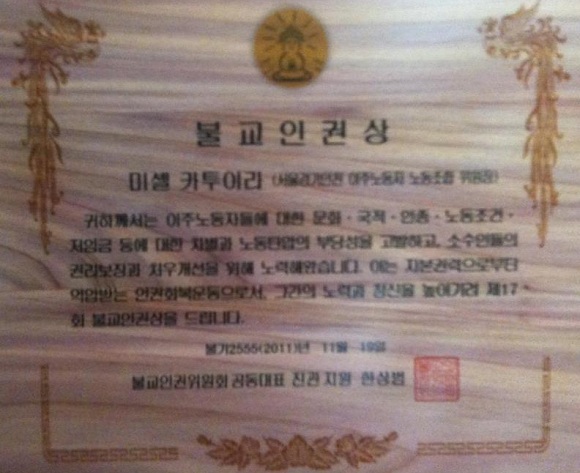 불교인권상
미셸 카투이라 (서울경기인천 이주노동자 노동조합 위원장)
귀하께서는 이주노동자들에 대한 문화·국적·인종·노동조건·
저임금 등에 대한 차별과 노동탄압의 부당성을 고발하고, 소수인들의
권리보장과 처우개선을 위해 노력해왔습니다. 이는 자본권력으로부터
억압받는 인권회복운동으로서, 그간의 노력과 정신을 높이기려 제17
회 불교인권상을 드립니다.
불기2555(2011)년 11월 18일
불교인권위원회 공동대표 진관 지원 한상범